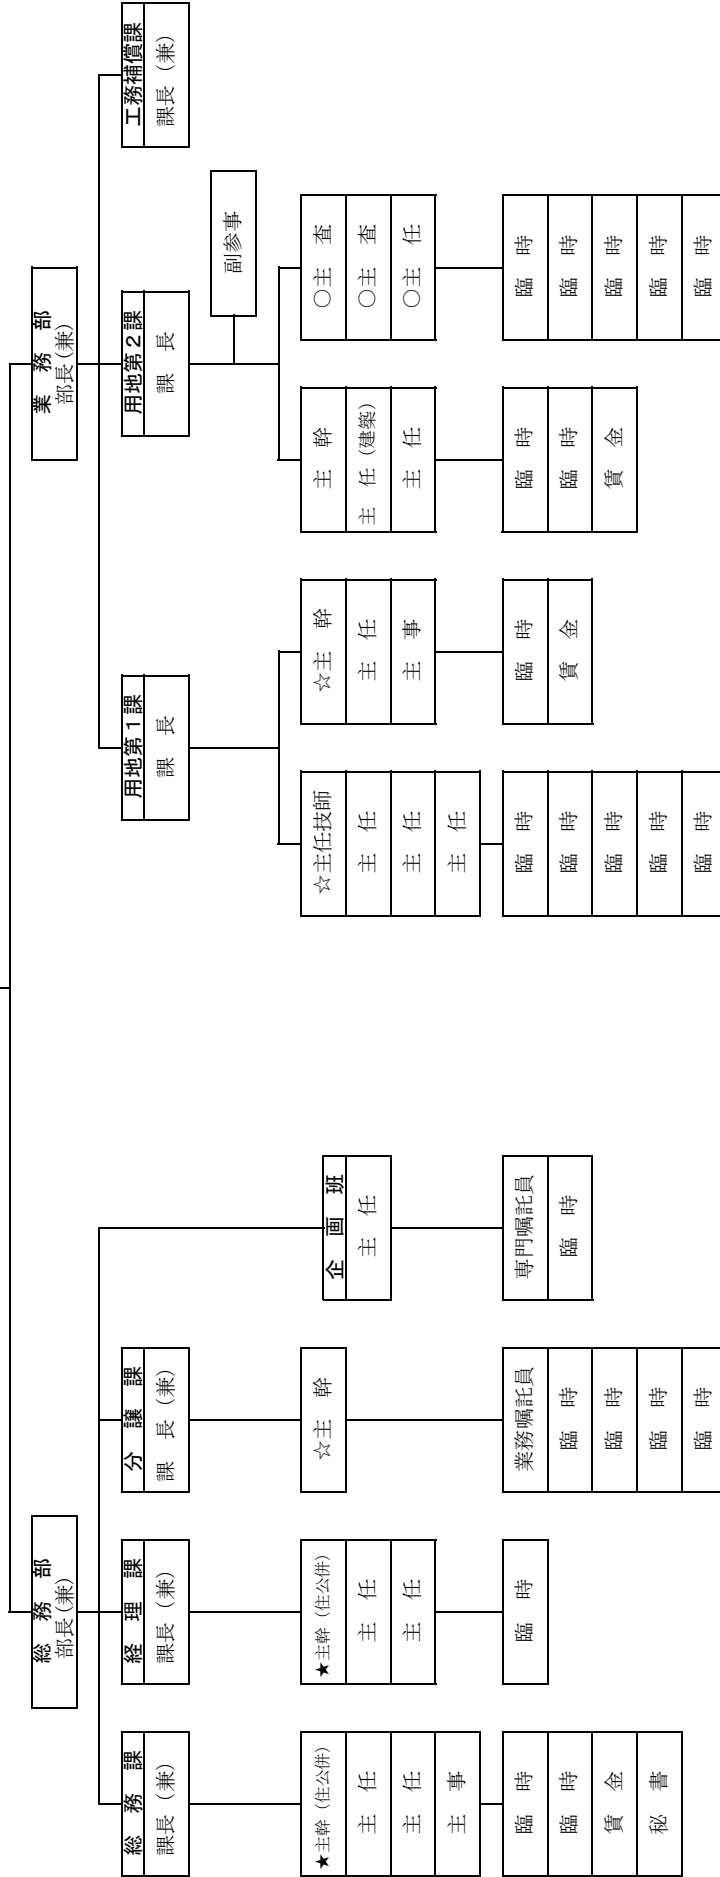 総　務　部
部長（兼）
業　務　部
部長（兼）
総　務　課
課長（兼）
経　理　課
課長（兼）
分　譲　課
課　長（兼）
用地第１課
課　長
用地第２課
課　長
工務補償課
課長（兼）
副参事
企　画　班
主　任
★主幹（住公併）
主　任
主　任
主　事
★主幹（住公併）
主　任
主　任
☆主　幹
☆主任技師
主　任
主　任
主　任
☆主　幹
主　任
主　事
主　幹
主　任（建築）
主　任
○主　査
○主　査
○主　任
臨　時
臨　時
賃　金
秘　書
臨　時
業務嘱託員
臨　時
臨　時
臨　時
臨　時
専門嘱託員
臨　時
臨　時
臨　時
臨　時
臨　時
臨　時
臨　時
賃　金
臨　時
臨　時
賃　金
臨　時
臨　時
臨　時
臨　時
臨　時